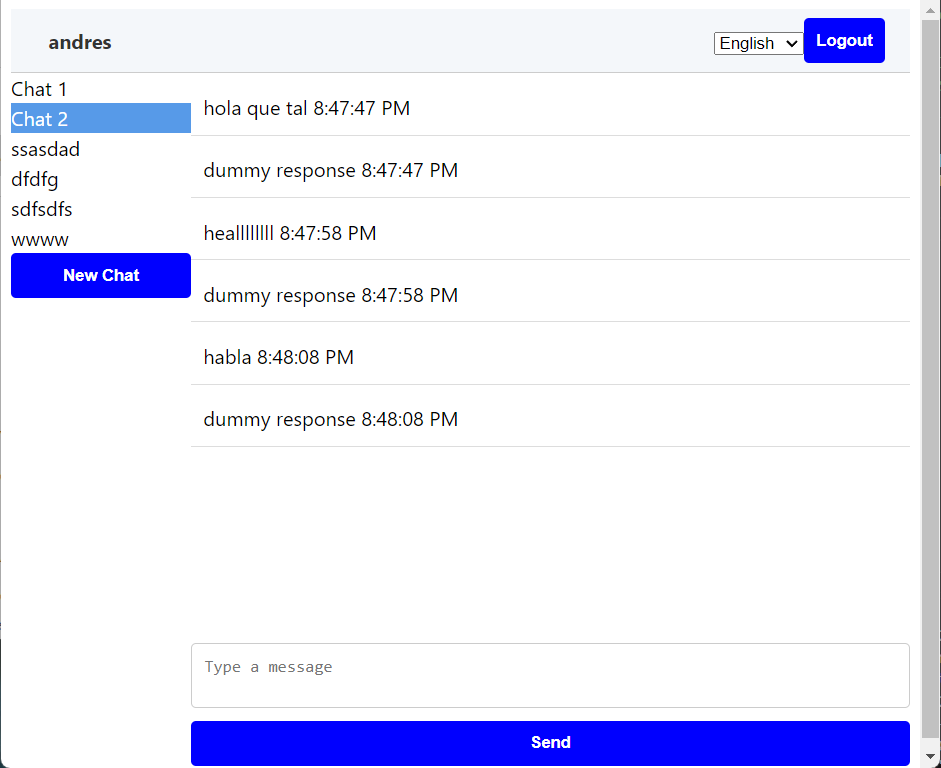 andres
English
Logout
Chat 1
Chat 2
ssasdad
dfdfg
sdfsdfs
wwww
New Chat
hola que tal 8:47:47 PM
dummy response 8:47:47 PM
heallllllll 8:47:58 PM
dummy response 8:47:58 PM
habla 8:48:08 PM
dummy response 8:48:08 PM
Type a message
Send